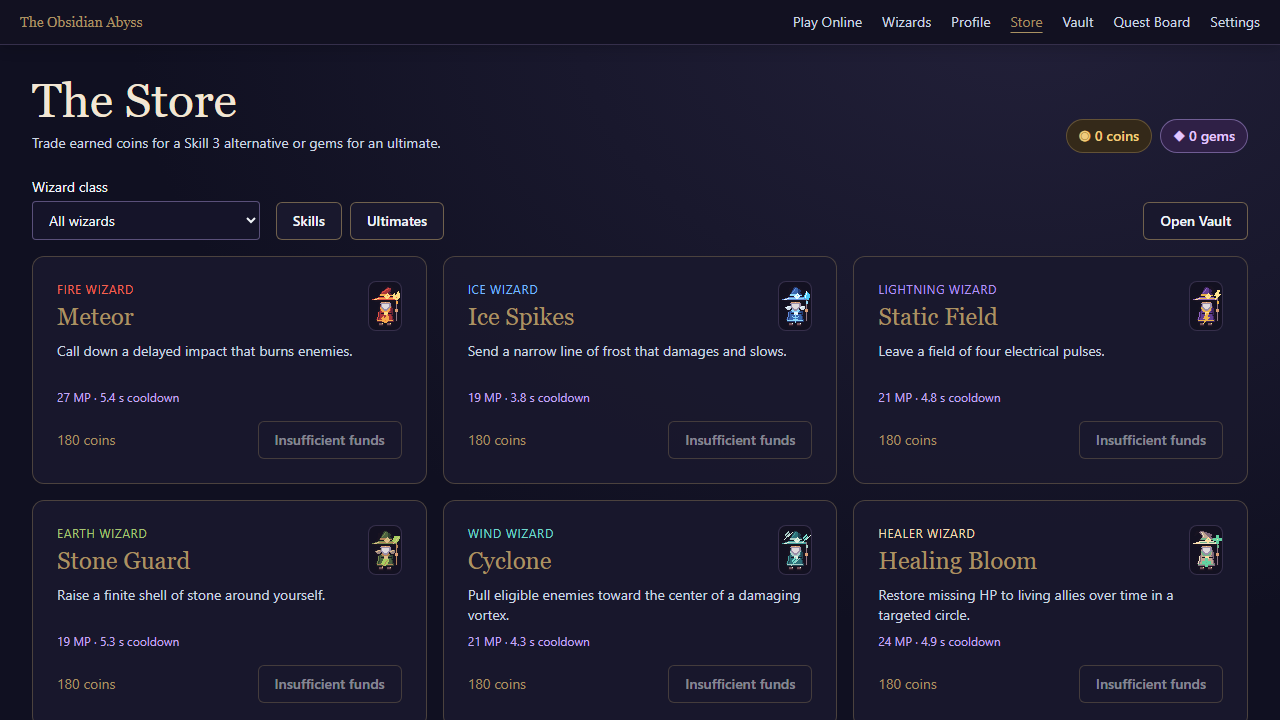 The Obsidian Abyss
Play Online Wizards Profile Store Vault Quest Board Settings
The Store
Trade earned coins for a Skill 3 alternative or gems for an ultimate.
0 coins
0 gems
Wizard class
All wizards
Skills
Ultimates
Open Vault
FIRE WIZARD
Meteor
Call down a delayed impact that burns enemies.
27 MP · 5.4 s cooldown
180 coins
Insufficient funds
ICE WIZARD
Ice Spikes
Send a narrow line of frost that damages and slows.
19 MP · 3.8 s cooldown
180 coins
Insufficient funds
LIGHTNING WIZARD
Static Field
Leave a field of four electrical pulses.
21 MP · 4.8 s cooldown
180 coins
Insufficient funds
EARTH WIZARD
Stone Guard
Raise a finite shell of stone around yourself.
19 MP · 5.3 s cooldown
180 coins
Insufficient funds
WIND WIZARD
Cyclone
Pull eligible enemies toward the center of a damaging
vortex.
21 MP · 4.3 s cooldown
180 coins
Insufficient funds
HEALER WIZARD
Healing Bloom
Restore missing HP to living allies over time in a
targeted circle.
24 MP · 4.9 s cooldown
180 coins
Insufficient funds